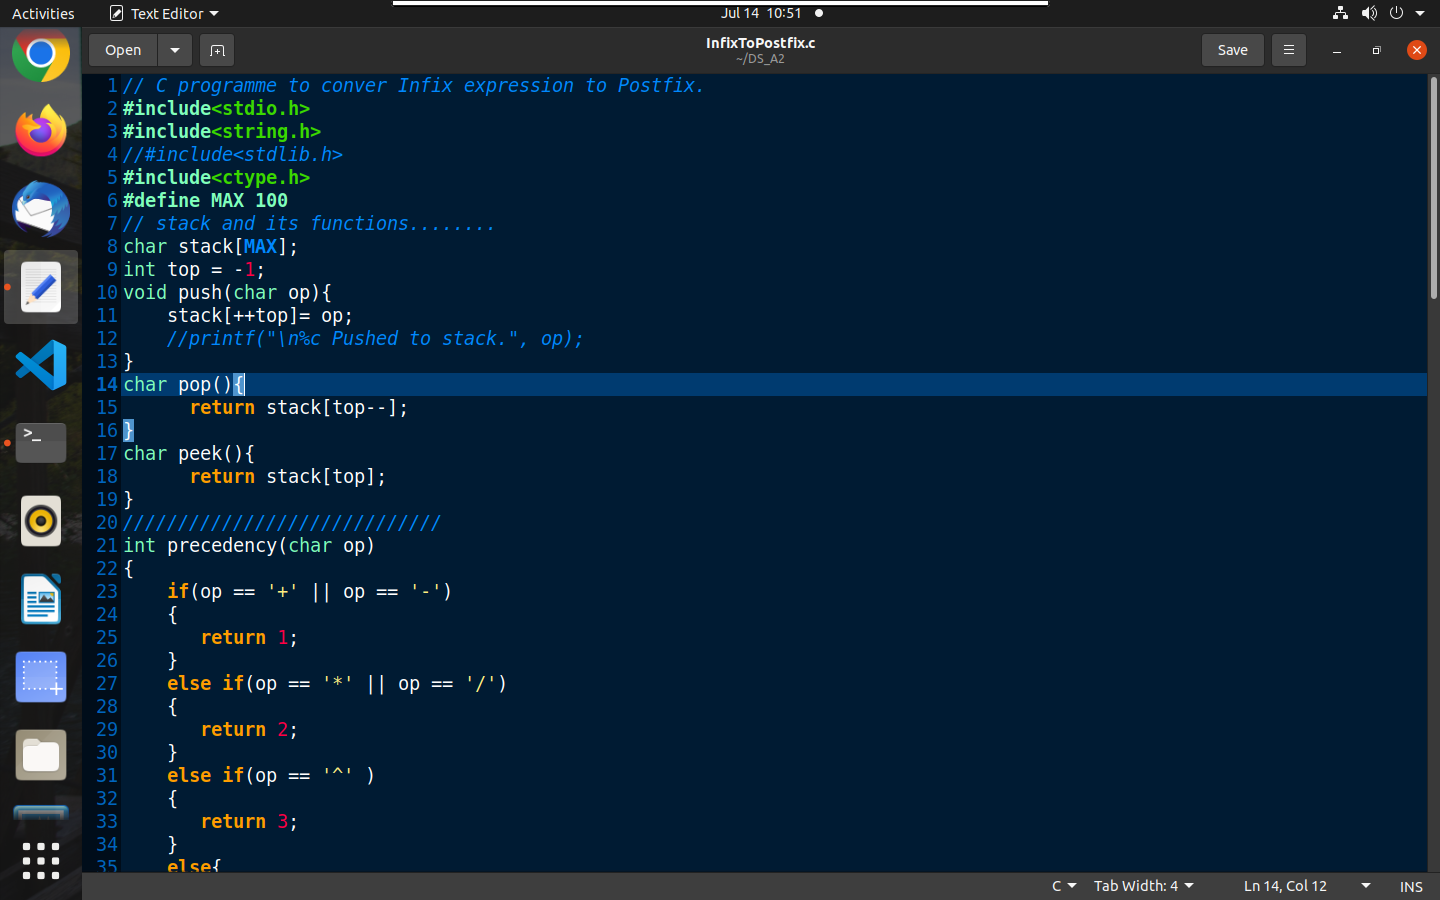 Activities Text Editor Jul 14 10:51
Open InfixToPostfix.c Save
~/DS_A2
1 // C programme to conver Infix expression to Postfix.
2 #include<stdio.h>
3 #include<string.h>
4 //#include<stdlib.h>
5 #include<ctype.h>
6 #define MAX 100
7 // stack and its functions........
8 char stack[MAX];
9 int top = -1;
10 void push(char op){
11     stack[++top]= op;
12     //printf("\n%c Pushed to stack.", op);
13 }
14 char pop(){
15       return stack[top--];
16 }
17 char peek(){
18       return stack[top];
19 }
20 /////////////////////////////
21 int precedency(char op)
22 {
23     if(op == '+' || op == '-')
24     {
25        return 1;
26     }
27     else if(op == '*' || op == '/')
28     {
29        return 2;
30     }
31     else if(op == '^' )
32     {
33        return 3;
34     }
35     else{
C Tab Width: 4 Ln 14, Col 12 INS